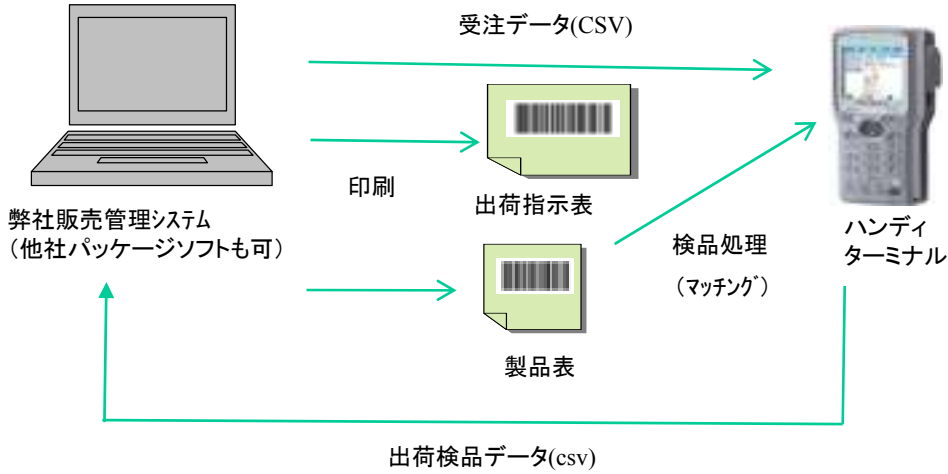 受注データ(CSV)
印刷
出荷指示表
弊社販売管理ｼｽﾃﾑ
（他社パッケージソフトも可）
検品処理
（ﾏｯﾁﾝｸﾞ）
ハンディ
ターミナル
製品表
出荷検品データ(csv)